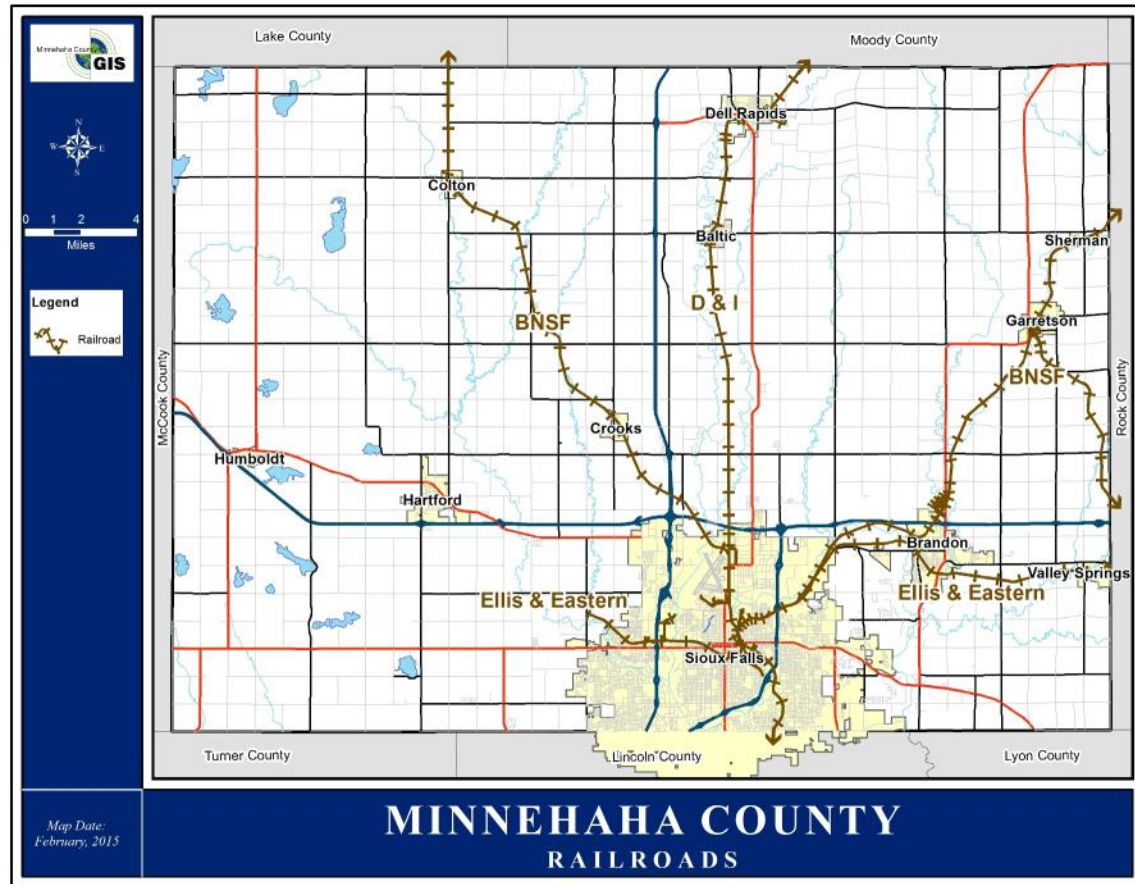 Minnehaha County
GIS
N
W
E
S
0 1 2 4
Miles
Legend
Railroad
Lake County
Moody County
Dell Rapids
Colton
Baltic
Sherman
D & I
BNSF
Garretson
BNSF
McCook County
Rock County
Crooks
Humboldt
Hartford
Brandon
Valley Springs
Ellis & Eastern
Ellis & Eastern
Sioux Falls
Turner County
Lincoln County
Lyon County
Map Date:
February, 2015
MINNEHAHA COUNTY
RAILROADS